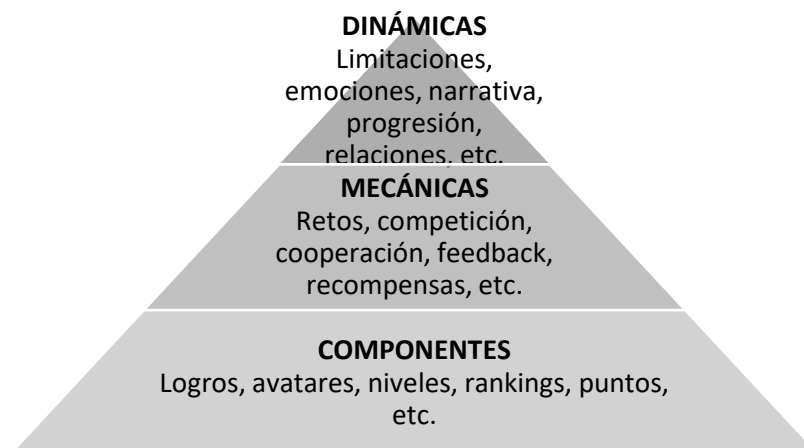 DINÁMICAS
Limitaciones,
emociones, narrativa,
progresión,
relaciones, etc.
MECÁNICAS
Retos, competición,
cooperación, feedback,
recompensas, etc.
COMPONENTES
Logros, avatares, niveles, rankings, puntos,
etc.